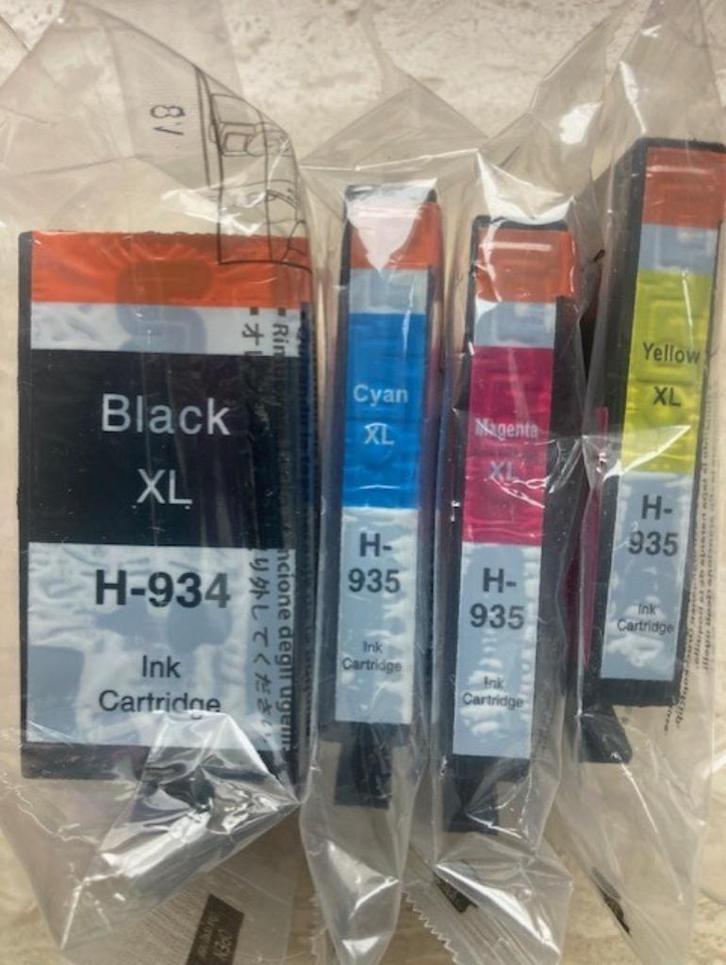 Black
XL
H-934
Ink
Cartridge
Cyan
XL
H-
935
Ink
Cartridge
Magenta
XL
H-
935
Ink
Cartridge
Yellow
XL
H-
935
Ink
Cartridge